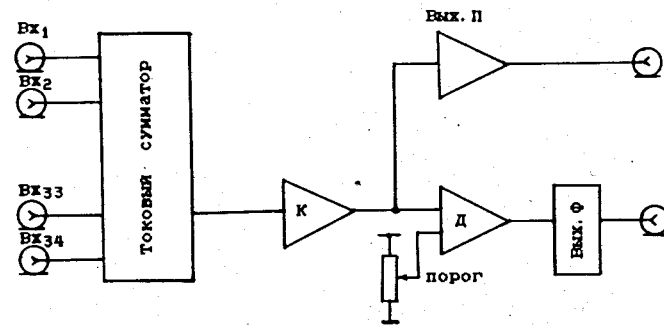 Вх1
Вх2
Вх33
Вх34
Токовый сумматор
К
Вых. П
Д
порог
Вых. Ф